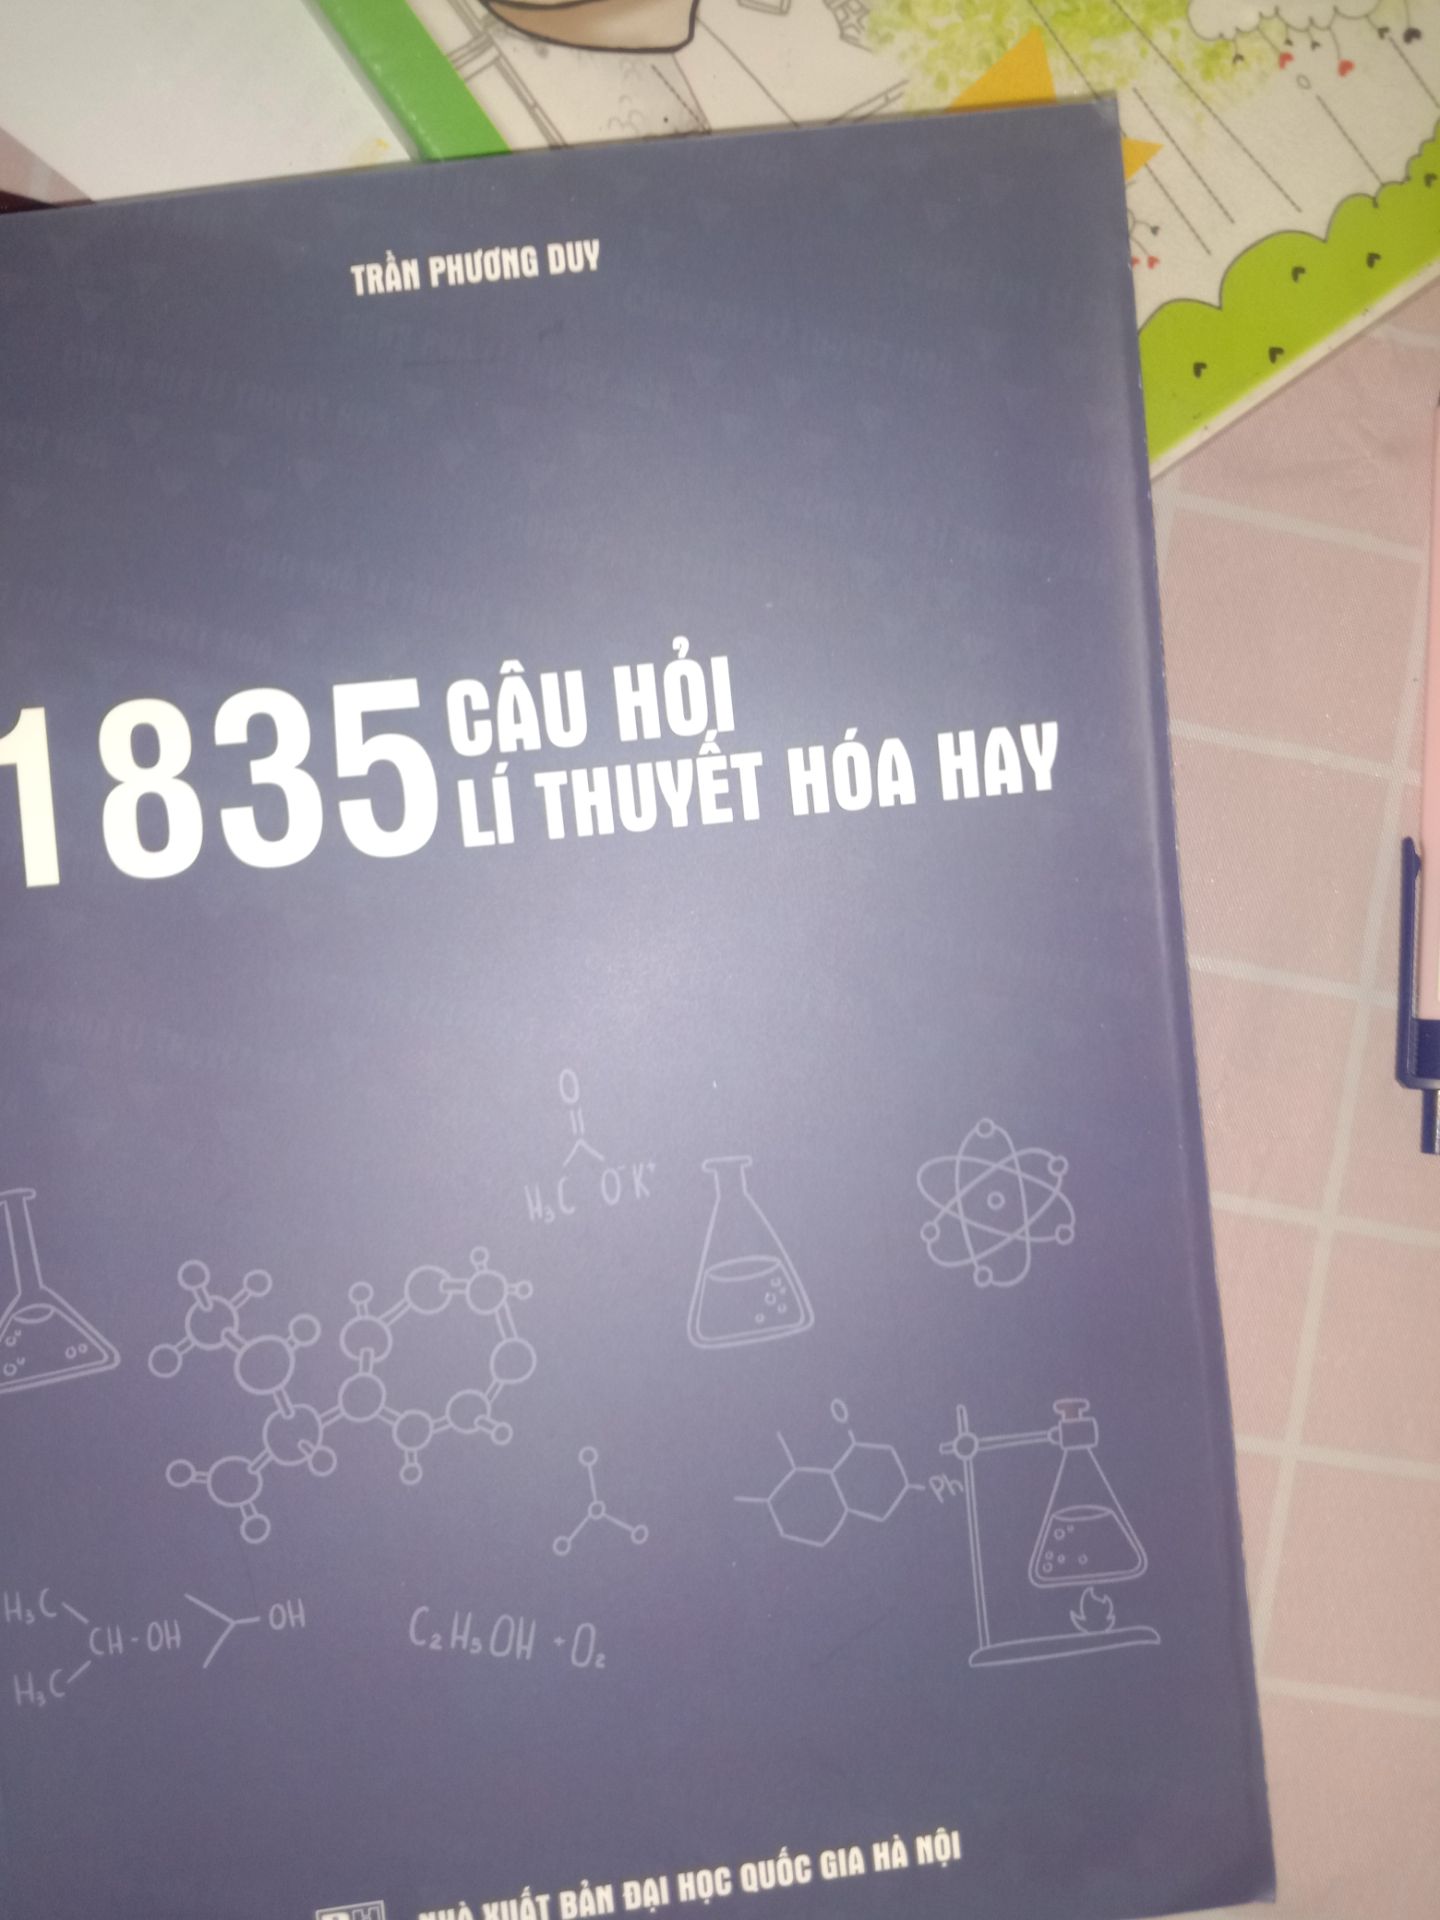 TRẦN PHƯƠNG DUY
1835 CÂU HỎI
LÍ THUYẾT HÓA HAY
O
H₃C O⁻K⁺
O
Ph
H₃C
CH-OH
OH
H₃C
C₂H₅OH + O₂
NHÀ XUẤT BẢN ĐẠI HỌC QUỐC GIA HÀ NỘI